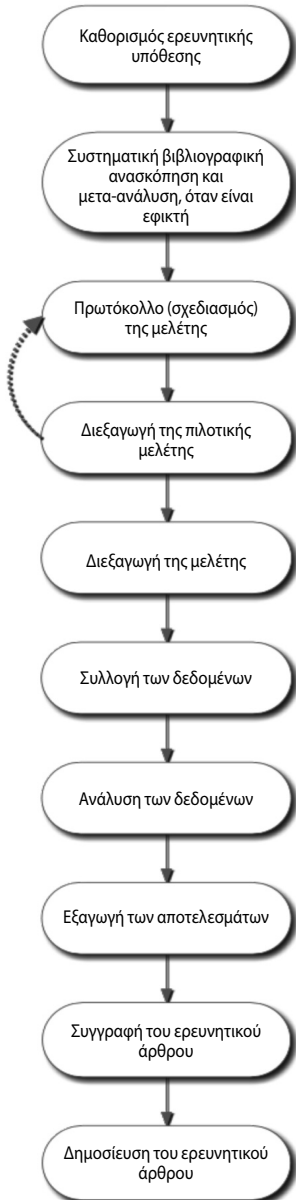 Καθορισμός ερευνητικής
υπόθεσης
Συστηματική βιβλιογραφική
ανασκόπηση και
μετα-ανάλυση, όταν είναι
εφικτή
Πρωτόκολλο (σχεδιασμός)
της μελέτης
Διεξαγωγή της πιλοτικής
μελέτης
Διεξαγωγή της μελέτης
Συλλογή των δεδομένων
Ανάλυση των δεδομένων
Εξαγωγή των αποτελεσμάτων
Συγγραφή του ερευνητικού
άρθρου
Δημοσίευση του ερευνητικού
άρθρου